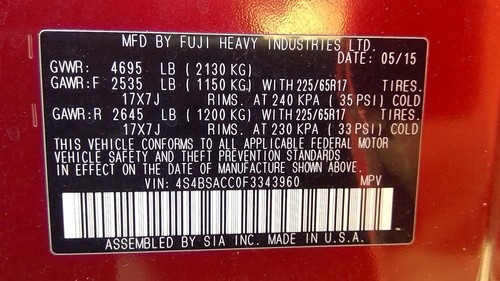 MFD BY FUJI HEAVY INDUSTRIES LTD.
DATE: 05/15
GVWR: 4695 LB ( 2130 KG)
GAWR:F 2535 LB ( 1150 KG) WITH 225/65R17 TIRES.
17X7J RIMS. AT 240 KPA ( 35 PSI) COLD
GAWR:R 2645 LB ( 1200 KG) WITH 225/65R17 TIRES.
17X7J RIMS. AT 230 KPA ( 33 PSI) COLD
THIS VEHICLE CONFORMS TO ALL APPLICABLE FEDERAL MOTOR
VEHICLE SAFETY AND THEFT PREVENTION STANDARDS
IN EFFECT ON THE DATE OF MANUFACTURE SHOWN ABOVE.
VIN: 4S4BSACC0F3343960 MPV
ASSEMBLED BY SIA INC. MADE IN U.S.A.